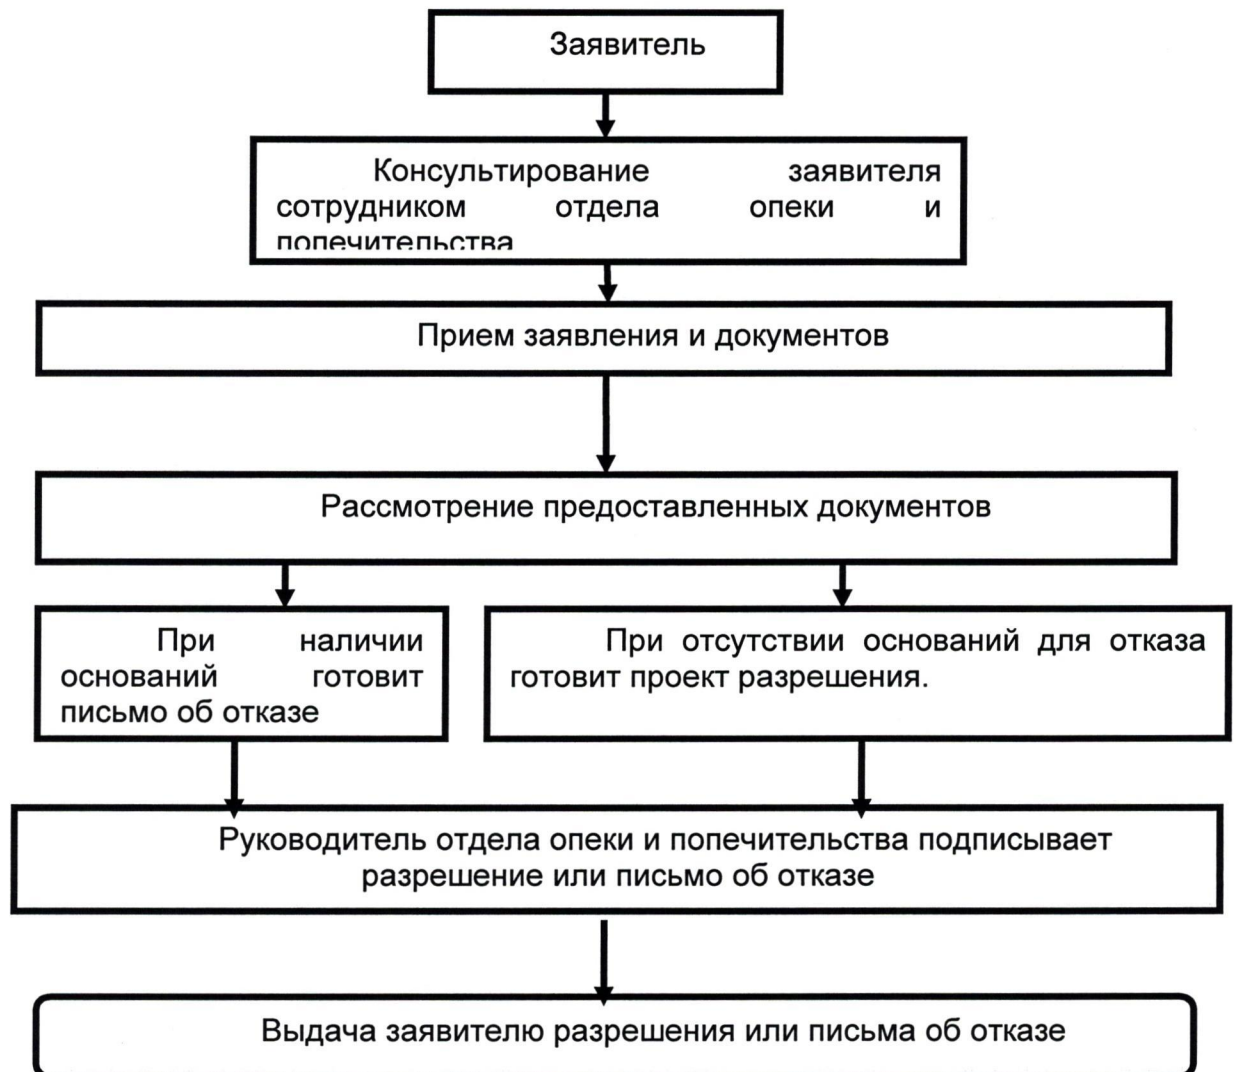 Заявитель
Консультирование заявителя
сотрудником отдела опеки и
попечительства
Прием заявления и документов
Рассмотрение предоставленных документов
При наличии
оснований готовит
письмо об отказе
При отсутствии оснований для отказа
готовит проект разрешения.
Руководитель отдела опеки и попечительства подписывает
разрешение или письмо об отказе
Выдача заявителю разрешения или письма об отказе